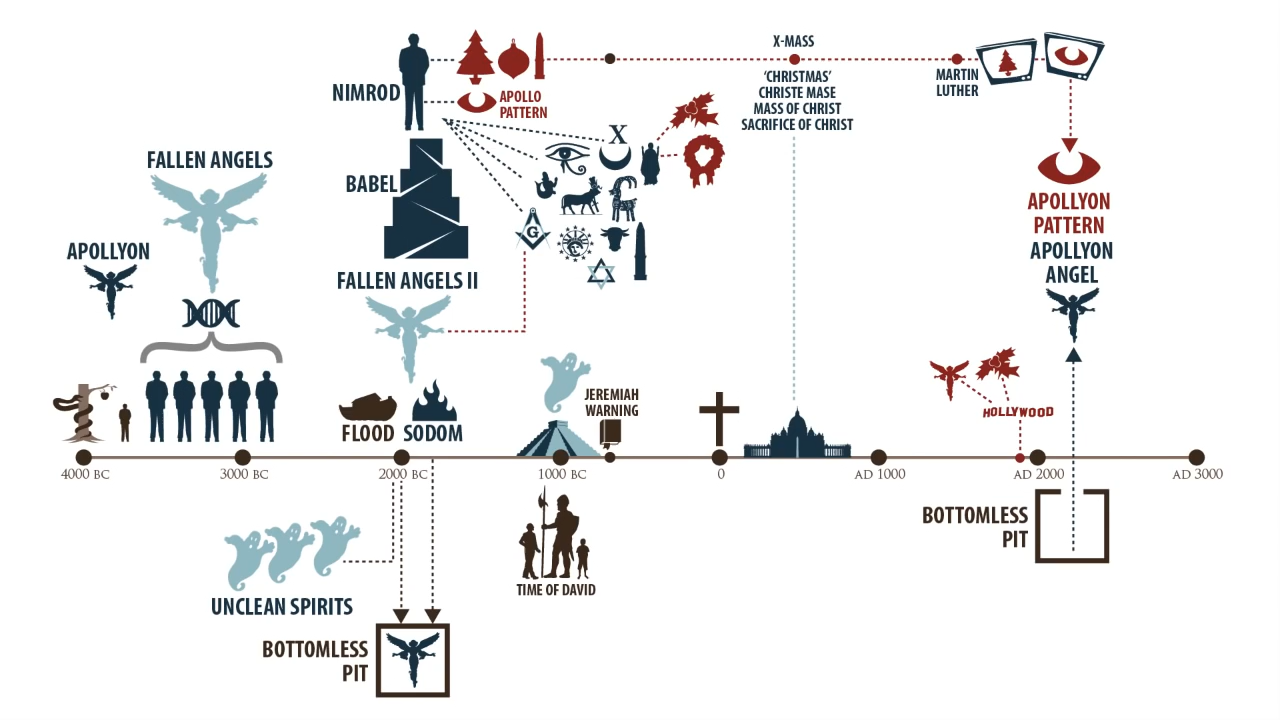 X-MASS
'CHRISTMAS'
CHRISTE MASE
MASS OF CHRIST
SACRIFICE OF CHRIST
MARTIN
LUTHER
NIMROD
APOLLO
PATTERN
X
FALLEN ANGELS
BABEL
G
APOLLYON
PATTERN
APOLLYON
ANGEL
APOLLYON
FALLEN ANGELS II
JEREMIAH
WARNING
HOLLYWOOD
FLOOD
SODOM
4000 BC
3000 BC
2000 BC
1000 BC
0
AD 1000
AD 2000
AD 3000
BOTTOMLESS
PIT
TIME OF DAVID
UNCLEAN SPIRITS
BOTTOMLESS
PIT